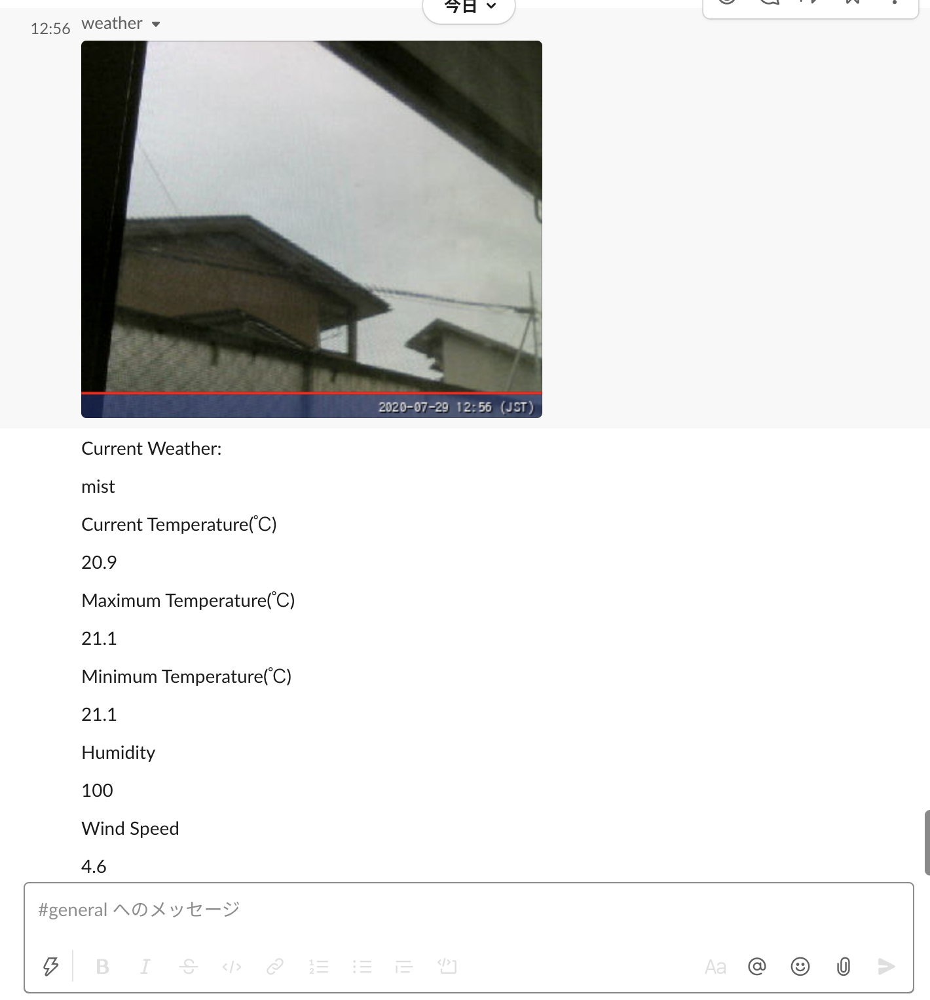 今日
12:56 weather
2020-07-29 12:56 (JST)
Current Weather:
mist
Current Temperature(℃)
20.9
Maximum Temperature(℃)
21.1
Minimum Temperature(℃)
21.1
Humidity
100
Wind Speed
4.6
#general へのメッセージ
B I S </> Aa @